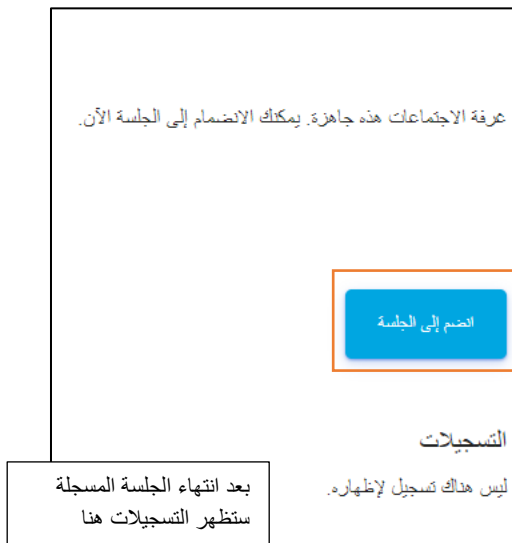 غرفة الاجتماعات هذه جاهزة. يمكنك الانضمام إلى الجلسة الآن.
انضم إلى الجلسة
التسجيلات
ليس هناك تسجيل لإظهاره.
بعد انتهاء الجلسة المسجلة
ستظهر التسجيلات هنا